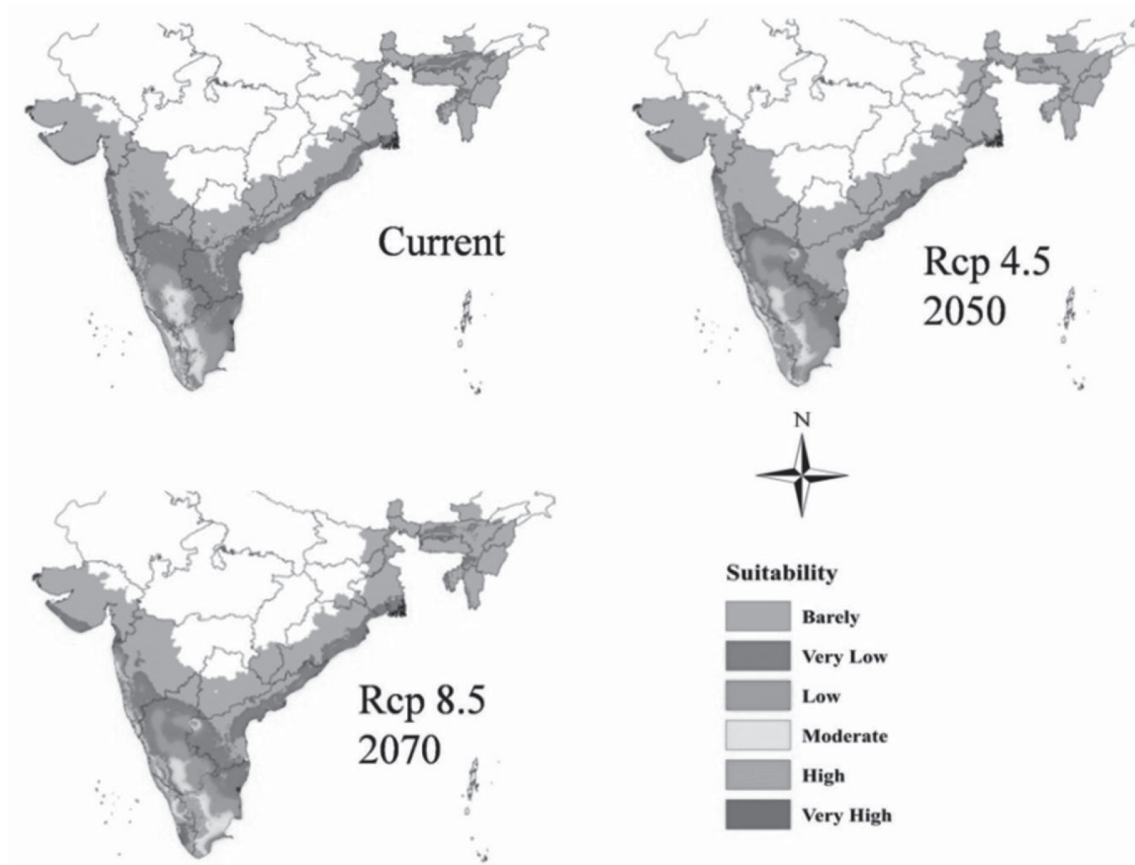 Current
Rcp 4.5
2050
N
Rcp 8.5
2070
Suitability
Barely
Very Low
Low
Moderate
High
Very High